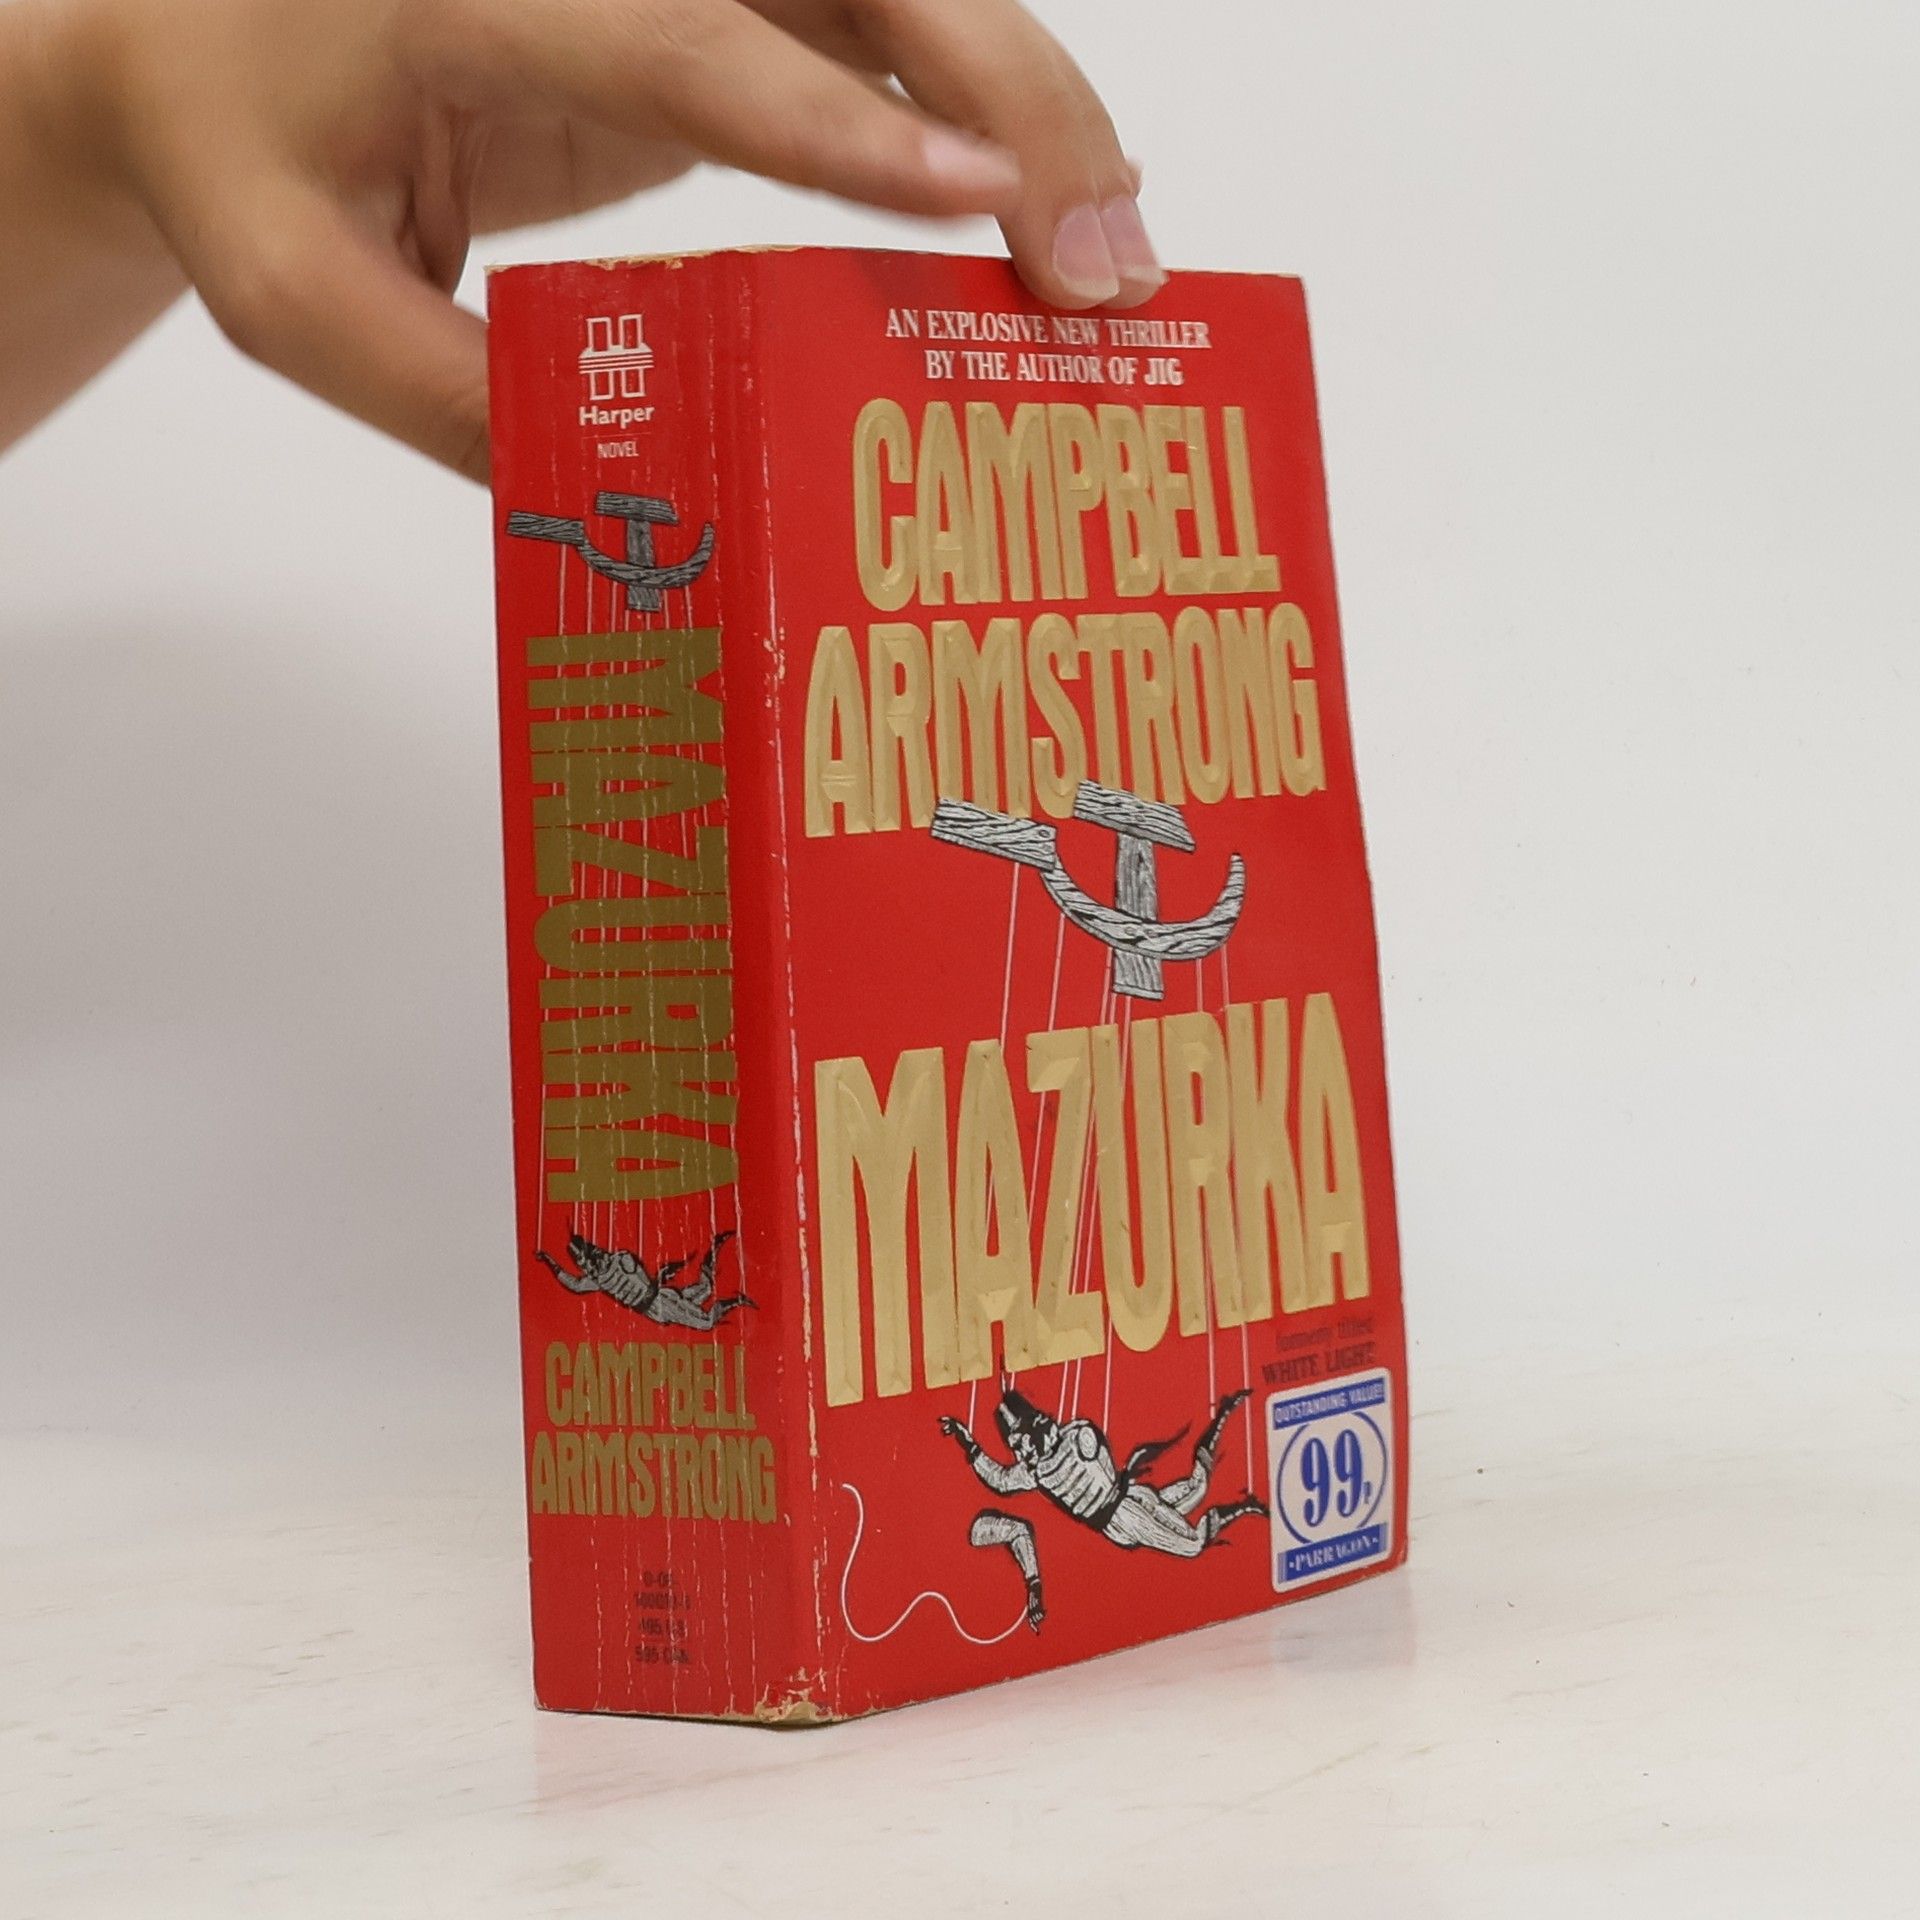 Harper
NOVEL
MAZURKA
CAMPBELL
ARMSTRONG
AN EXPLOSIVE NEW THRILLER
BY THE AUTHOR OF JIG
CAMPBELL
ARMSTRONG
MAZURKA
formerly titled
WHITE LIGHT
OUTSTANDING VALUE!
99p
·PARRAGON·